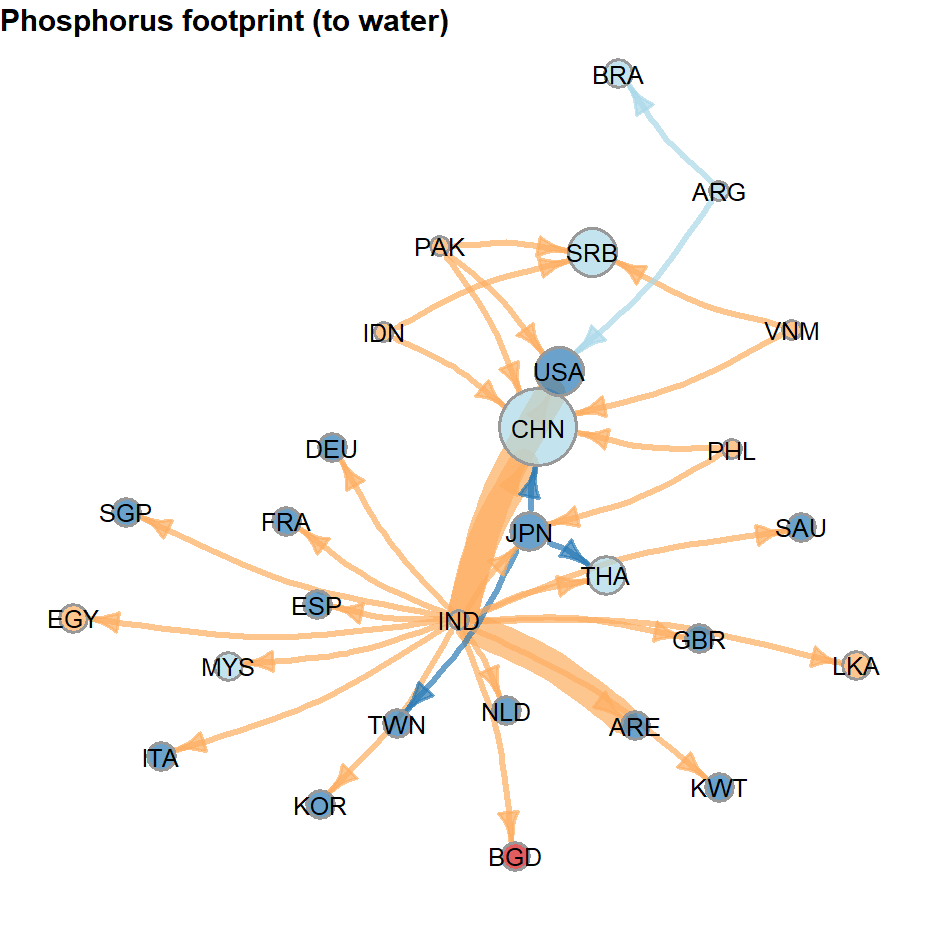 Phosphorus footprint (to water)
BRA
ARG
PAK
SRB
IDN
VNM
USA
CHN
DEU
PHL
SGP
FRA
JPN
SAU
THA
ESP
EGY
IND
GBR
MYS
LKA
NLD
TWN
ARE
ITA
KWT
KOR
BGD